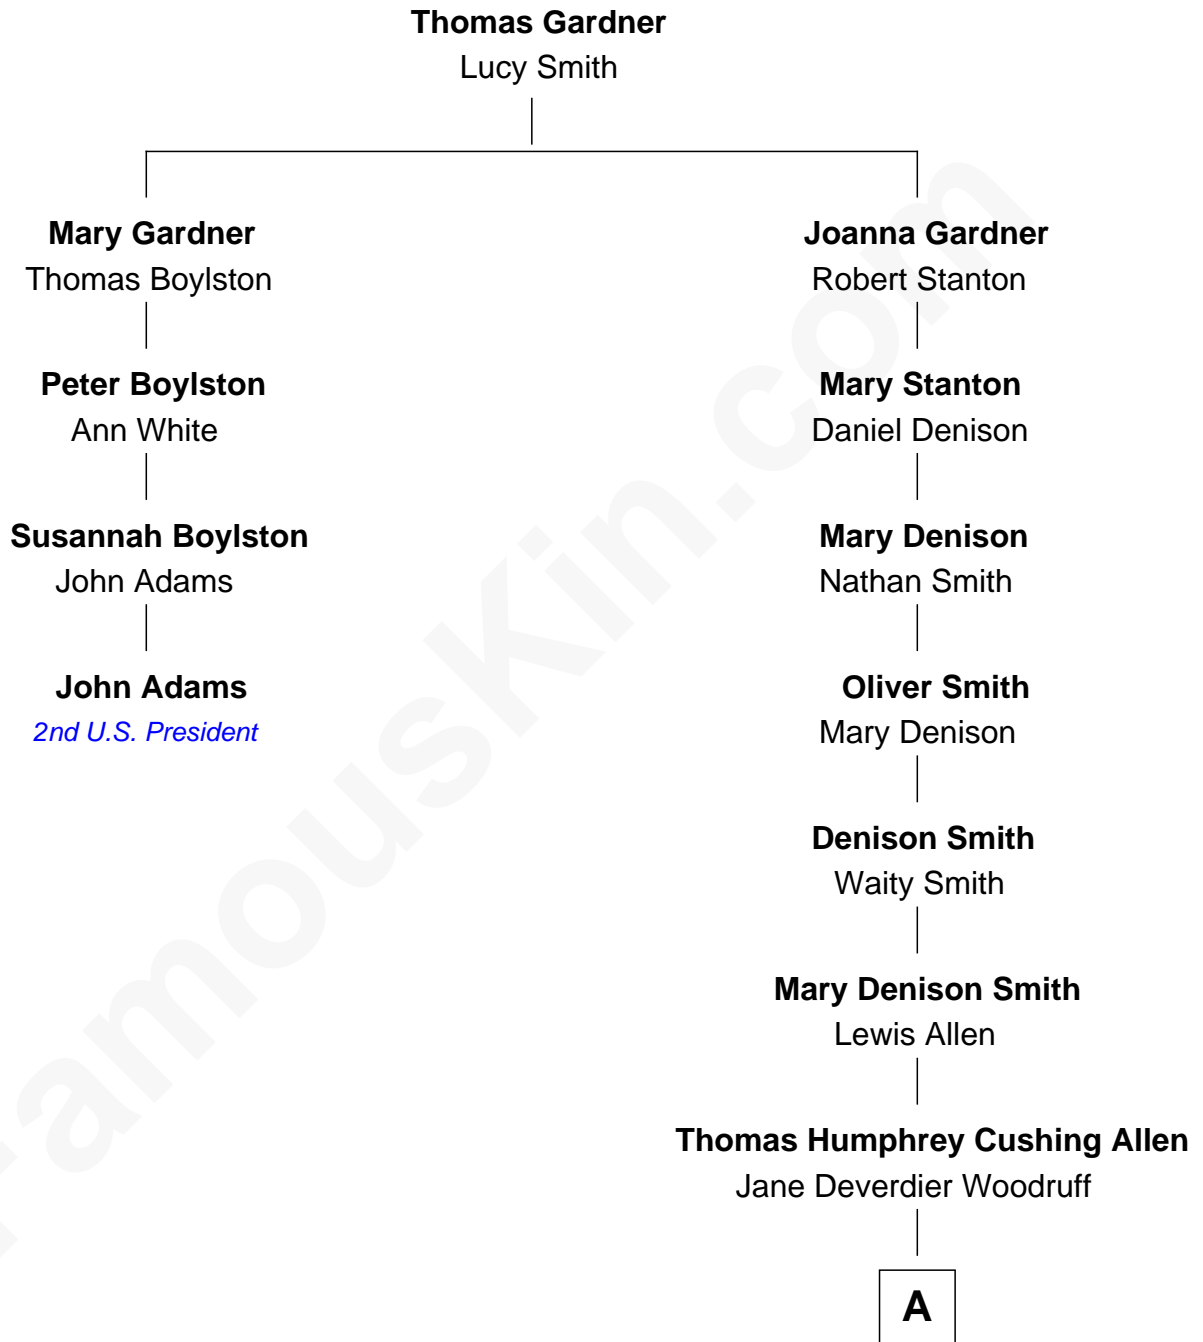 Thomas Gardner
Lucy Smith
Mary Gardner
Thomas Boylston
Peter Boylston
Ann White
Susannah Boylston
John Adams
John Adams
2nd U.S. President
Joanna Gardner
Robert Stanton
Mary Stanton
Daniel Denison
Mary Denison
Nathan Smith
Oliver Smith
Mary Denison
Denison Smith
Waity Smith
Mary Denison Smith
Lewis Allen
Thomas Humphrey Cushing Allen
Jane Deverdier Woodruff
A
FamousKin.com